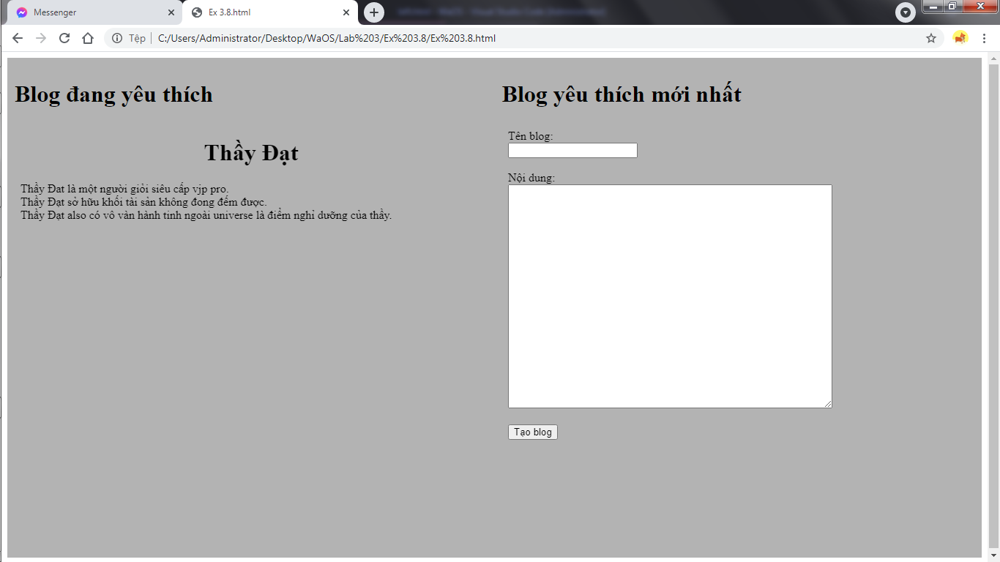 Messenger
Ex 3.8.html
Tệp
C:/Users/Administrator/Desktop/WaOS/Lab%203/Ex%203.8/Ex%203.8.html
Blog đang yêu thích
Thầy Đạt
Thầy Đat là một người giỏi siêu cấp vjp pro.
Thầy Đạt sở hữu khối tài sản không đong đếm được.
Thầy Đạt also có vô vàn hành tinh ngoài universe là điểm nghỉ dưỡng của thầy.
Blog yêu thích mới nhất
Tên blog:
Nội dung:
Tạo blog